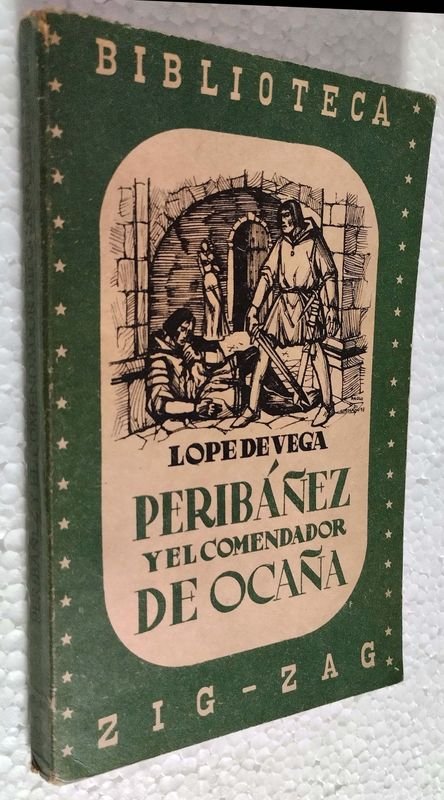 BIBLIOTECA
LOPE DE VEGA
PERIBÁÑEZ
Y EL COMENDADOR
DE OCAÑA
ZIG-ZAG